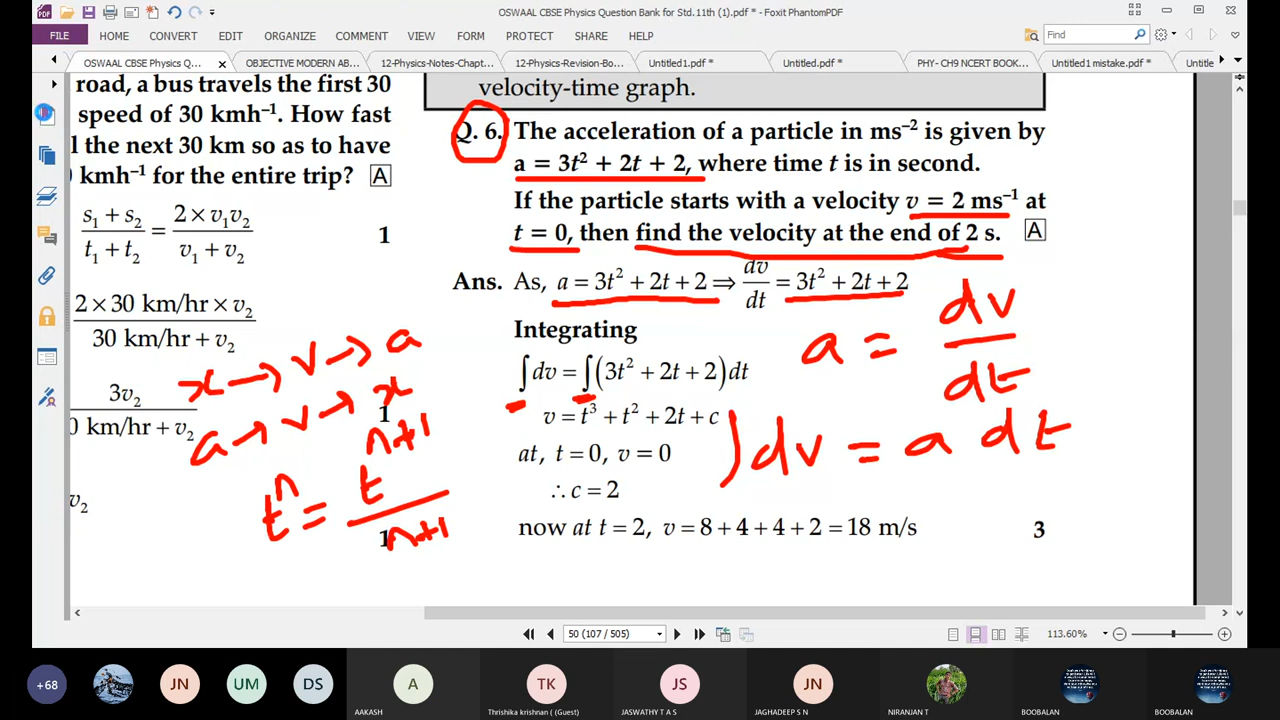 OSWAAL CBSE Physics Question Bank for Std.11th (1).pdf * - Foxit PhantomPDF
FILE HOME CONVERT EDIT ORGANIZE COMMENT VIEW FORM PROTECT SHARE HELP Find
OSWAAL CBSE Physics Q... OBJECTIVE MODERN AB... 12-Physics-Notes-Chapt... 12-Physics-Revision-Bo... Untitled1.pdf * Untitled.pdf * PHY- CH9 NCERT BOOK... Untitled1 mistake.pdf * Untitle
road, a bus travels the first 30
speed of 30 kmh⁻¹. How fast
l the next 30 km so as to have
kmh⁻¹ for the entire trip? A
s₁ + s₂ / t₁ + t₂ = 2 × v₁v₂ / v₁ + v₂ 1
2 × 30 km/hr × v₂ / 30 km/hr + v₂
3v₂ / 0 km/hr + v₂ 1
v₂
1
x → v → a
a → v → x
tⁿ = t^(n+1) / n+1
velocity-time graph.
Q. 6. The acceleration of a particle in ms⁻² is given by
a = 3t² + 2t + 2, where time t is in second.
If the particle starts with a velocity v = 2 ms⁻¹ at
t = 0, then find the velocity at the end of 2 s. A
Ans. As, a = 3t² + 2t + 2 ⇒ dv/dt = 3t² + 2t + 2
Integrating
∫dv = ∫(3t² + 2t + 2)dt
v = t³ + t² + 2t + c
at, t = 0, v = 0
∴ c = 2
now at t = 2, v = 8 + 4 + 4 + 2 = 18 m/s 3
a = dv/dt
∫dv = a dt
50 (107 / 505) 113.60%
+68 JN UM DS A TK JS JN
AAKASH Thrishika krishnan ( (Guest) JASWATHY T A S JAGHADEEP S N NIRANJAN T BOOBALAN BOOBALAN